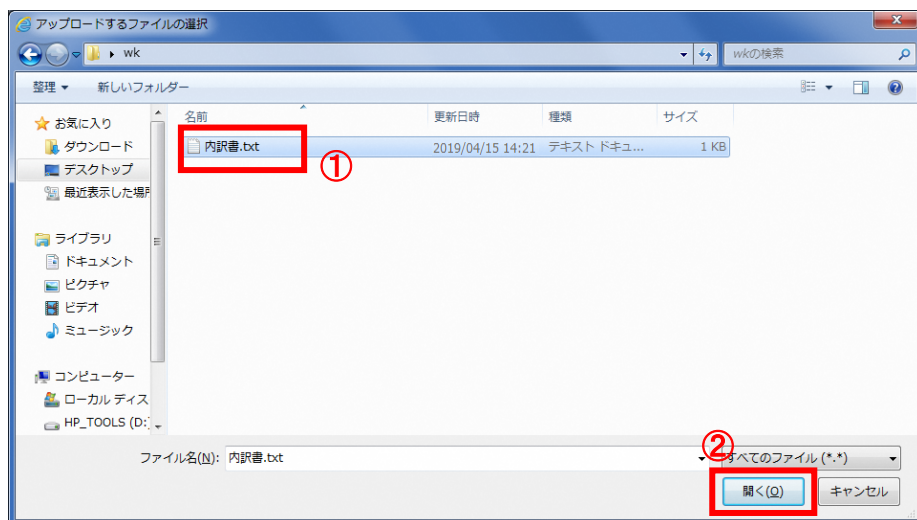 アップロードするファイルの選択
wk
wkの検索
整理
新しいフォルダー
お気に入り
ダウンロード
デスクトップ
最近表示した場所
ライブラリ
ドキュメント
ピクチャ
ビデオ
ミュージック
コンピューター
ローカル ディス
HP_TOOLS (D:)
名前 更新日時 種類 サイズ
内訳書.txt 2019/04/15 14:21 テキスト ドキュ... 1 KB
①
ファイル名(N): 内訳書.txt
②
すべてのファイル (*.*)
開く(O) キャンセル